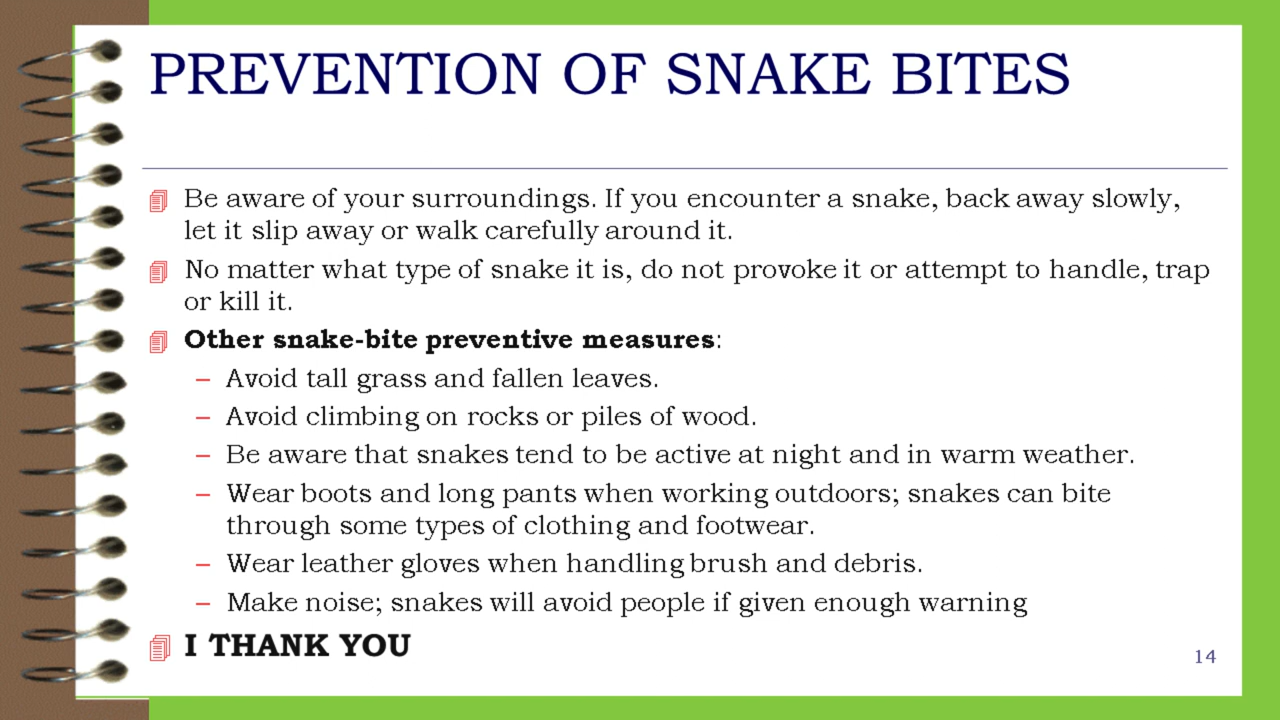 PREVENTION OF SNAKE BITES
Be aware of your surroundings. If you encounter a snake, back away slowly,
let it slip away or walk carefully around it.
No matter what type of snake it is, do not provoke it or attempt to handle, trap
or kill it.
Other snake-bite preventive measures:
– Avoid tall grass and fallen leaves.
– Avoid climbing on rocks or piles of wood.
– Be aware that snakes tend to be active at night and in warm weather.
– Wear boots and long pants when working outdoors; snakes can bite
through some types of clothing and footwear.
– Wear leather gloves when handling brush and debris.
– Make noise; snakes will avoid people if given enough warning
I THANK YOU
14